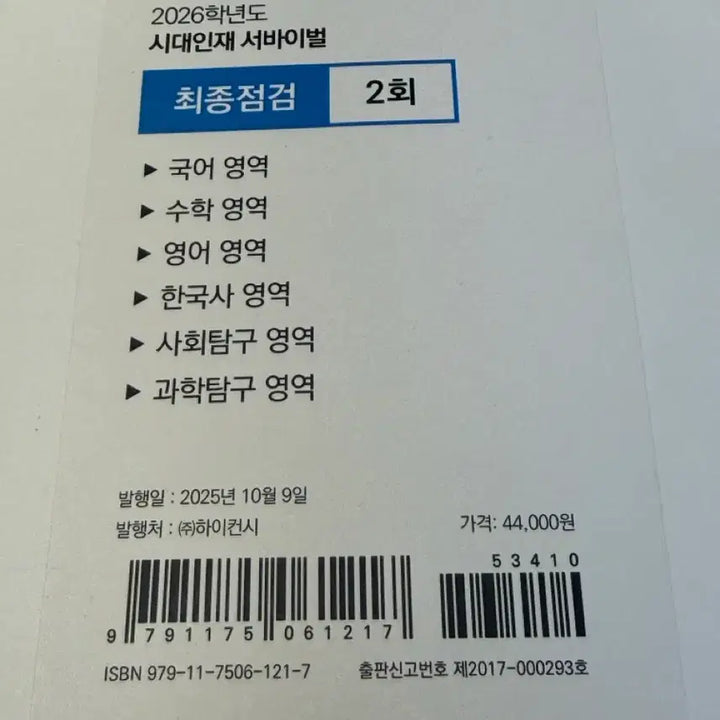 2026학년도
시대인재 서바이벌
최종점검 2회
▶ 국어 영역
▶ 수학 영역
▶ 영어 영역
▶ 한국사 영역
▶ 사회탐구 영역
▶ 과학탐구 영역
발행일 : 2025년 10월 9일
발행처 : ㈜하이컨시
가격: 44,000원
53410
9 791175 061217
ISBN 979-11-7506-121-7
출판신고번호 제2017-000293호